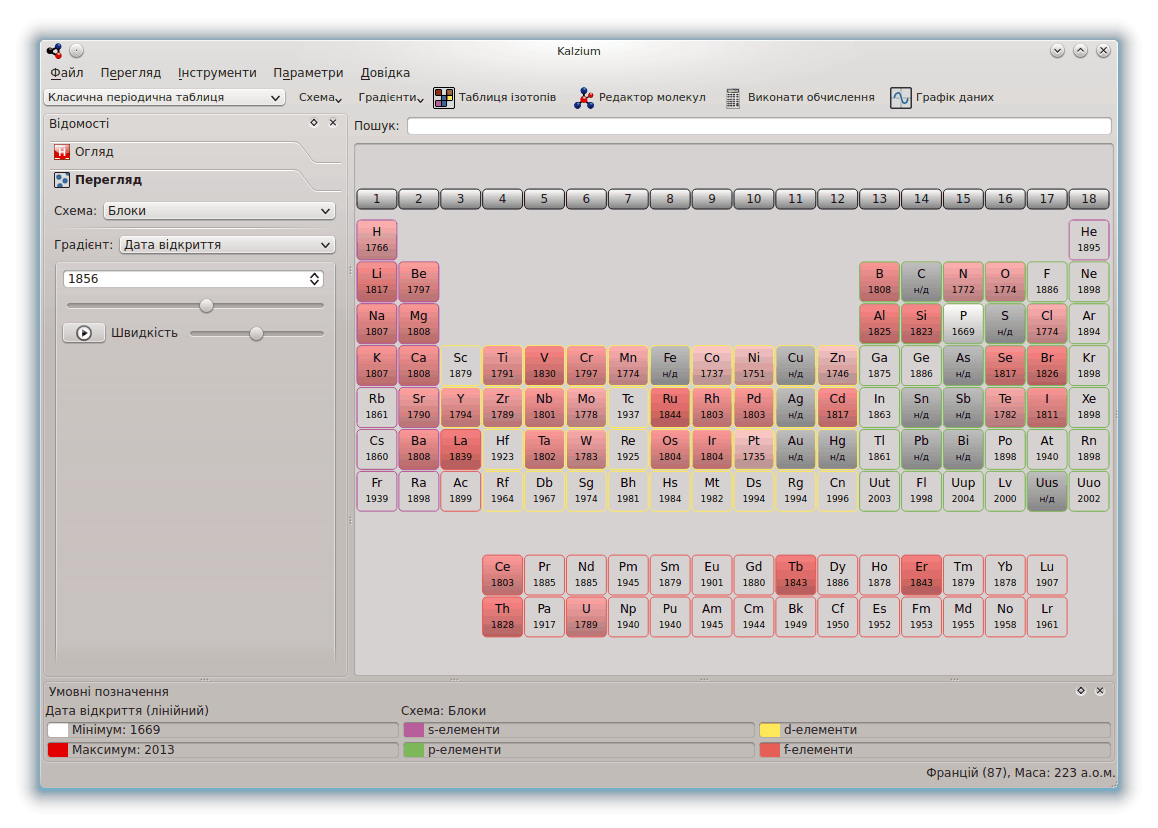 Kalzium
Файл Перегляд Інструменти Параметри Довідка
Класична періодична таблиця Схема Градієнти Таблиця ізотопів Редактор молекул Виконати обчислення Графік даних
Відомості
Пошук:
Огляд
Перегляд
Схема: Блоки
Градієнт: Дата відкриття
1856
Швидкість
1 2 3 4 5 6 7 8 9 10 11 12 13 14 15 16 17 18
H He
1766 1895
Li Be B C N O F Ne
1817 1797 1808 н/д 1772 1774 1886 1898
Na Mg Al Si P S Cl Ar
1807 1808 1825 1823 1669 н/д 1774 1894
K Ca Sc Ti V Cr Mn Fe Co Ni Cu Zn Ga Ge As Se Br Kr
1807 1808 1879 1791 1830 1797 1774 н/д 1737 1751 н/д 1746 1875 1886 н/д 1817 1826 1898
Rb Sr Y Zr Nb Mo Tc Ru Rh Pd Ag Cd In Sn Sb Te I Xe
1861 1790 1794 1789 1801 1778 1937 1844 1803 1803 н/д 1817 1863 н/д н/д 1782 1811 1898
Cs Ba La Hf Ta W Re Os Ir Pt Au Hg Tl Pb Bi Po At Rn
1860 1808 1839 1923 1802 1783 1925 1804 1804 1735 н/д н/д 1861 н/д н/д 1898 1940 1898
Fr Ra Ac Rf Db Sg Bh Hs Mt Ds Rg Cn Uut Fl Uup Lv Uus Uuo
1939 1898 1899 1964 1967 1974 1981 1984 1982 1994 1994 1996 2003 1998 2004 2000 н/д 2002
Ce Pr Nd Pm Sm Eu Gd Tb Dy Ho Er Tm Yb Lu
1803 1885 1885 1945 1879 1901 1880 1843 1886 1878 1843 1879 1878 1907
Th Pa U Np Pu Am Cm Bk Cf Es Fm Md No Lr
1828 1917 1789 1940 1940 1945 1944 1949 1950 1952 1953 1955 1958 1961
Умовні позначення
Дата відкриття (лінійний) Схема: Блоки
Мінімум: 1669 s-елементи d-елементи
Максимум: 2013 p-елементи f-елементи
Францій (87), Маса: 223 а.о.м.